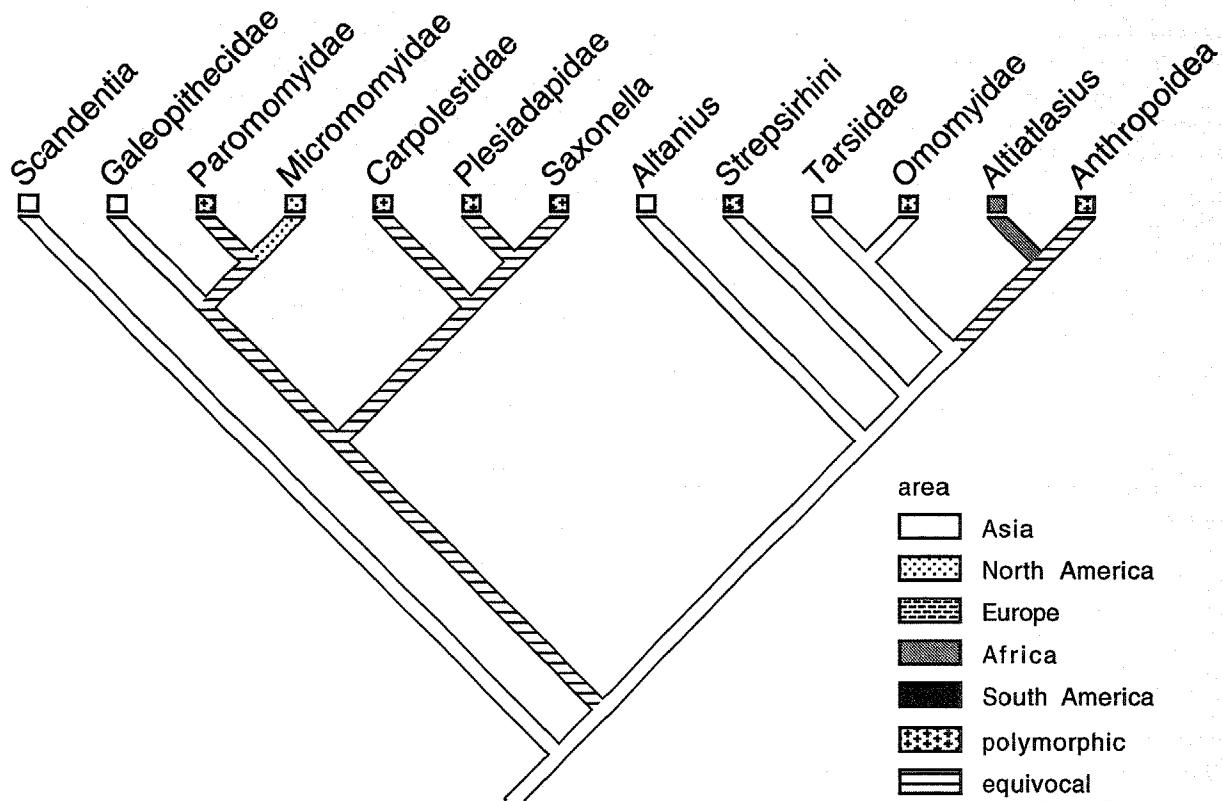 Scandentia
Galeopithecidae
Paromomyidae
Micromomyidae
Carpolestidae
Plesiadapidae
Saxonella
Altanius
Strepsirhini
Tarsiidae
Omomyidae
Altiatlasius
Anthropoidea
area
Asia
North America
Europe
Africa
South America
polymorphic
equivocal